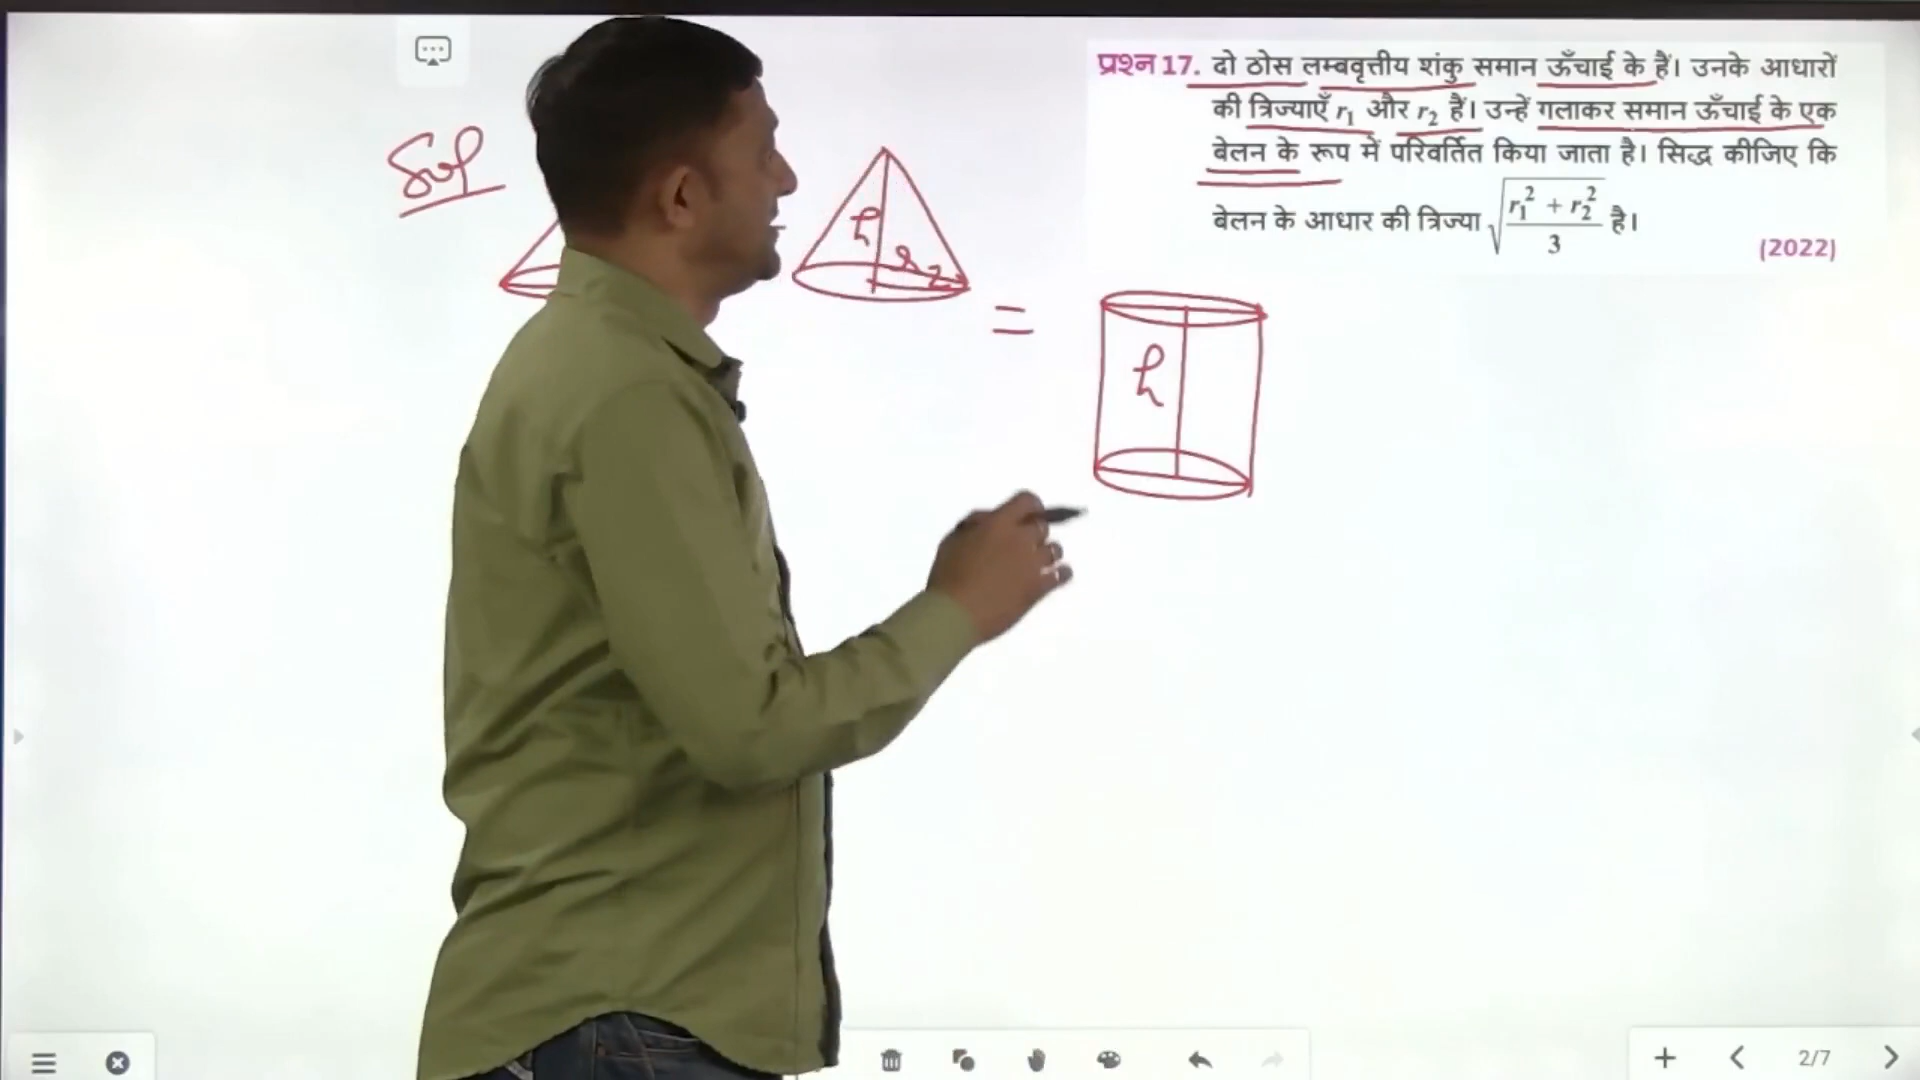 प्रश्न 17. दो ठोस लम्बवृत्तीय शंकु समान ऊँचाई के हैं। उनके आधारों
की त्रिज्याएँ r₁ और r₂ हैं। उन्हें गलाकर समान ऊँचाई के एक
बेलन के रूप में परिवर्तित किया जाता है। सिद्ध कीजिए कि
बेलन के आधार की त्रिज्या √((r₁² + r₂²)/3) है।
(2022)
Sol
h r₂
=
h
2/7